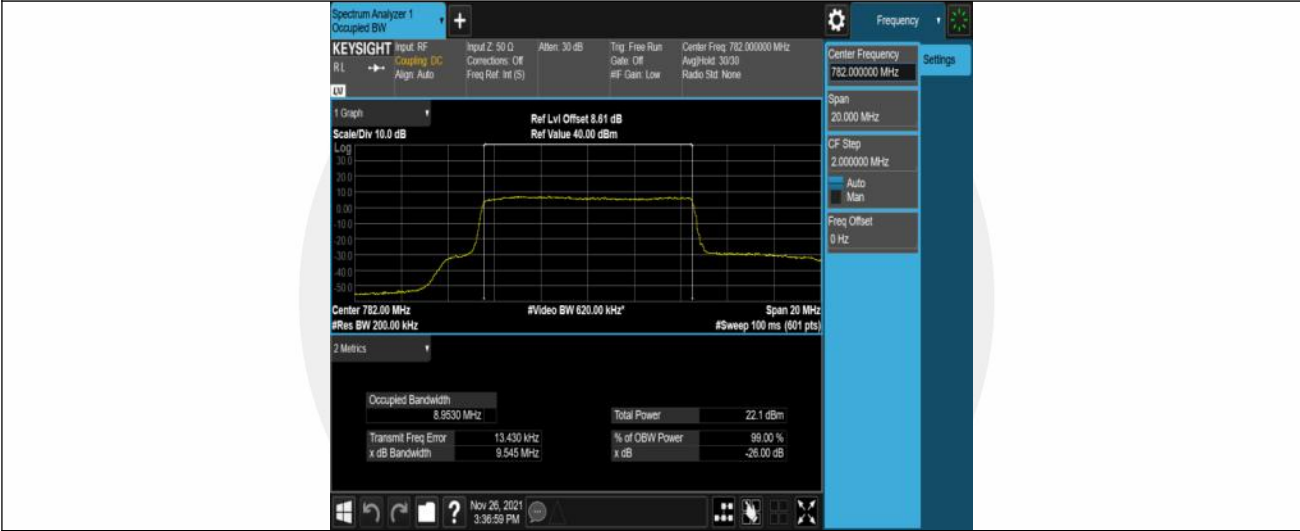 Spectrum Analyzer 1
Occupied BW
+
Frequency
KEYSIGHT
RL
LV
Input: RF
Coupling: DC
Align: Auto
Input Z: 50 Ω
Corrections: Off
Freq Ref: Int (S)
Atten: 30 dB
Trig: Free Run
Gate: Off
#IF Gain: Low
Center Freq: 782.000000 MHz
Avg|Hold: 30/30
Radio Std: None
Center Frequency
782.000000 MHz
Settings
Span
20.000 MHz
CF Step
2.000000 MHz
Auto
Man
Freq Offset
0 Hz
1 Graph
Ref Lvl Offset 8.61 dB
Scale/Div 10.0 dB
Ref Value 40.00 dBm
Log
30.0
20.0
10.0
0.00
-10.0
-20.0
-30.0
-40.0
-50.0
Center 782.00 MHz
#Video BW 620.00 kHz*
Span 20 MHz
#Res BW 200.00 kHz
#Sweep 100 ms (601 pts)
2 Metrics
Occupied Bandwidth
8.9530 MHz
Total Power 22.1 dBm
Transmit Freq Error 13.430 kHz
% of OBW Power 99.00 %
x dB Bandwidth 9.545 MHz
x dB -26.00 dB
?
Nov 26, 2021
3:36:59 PM